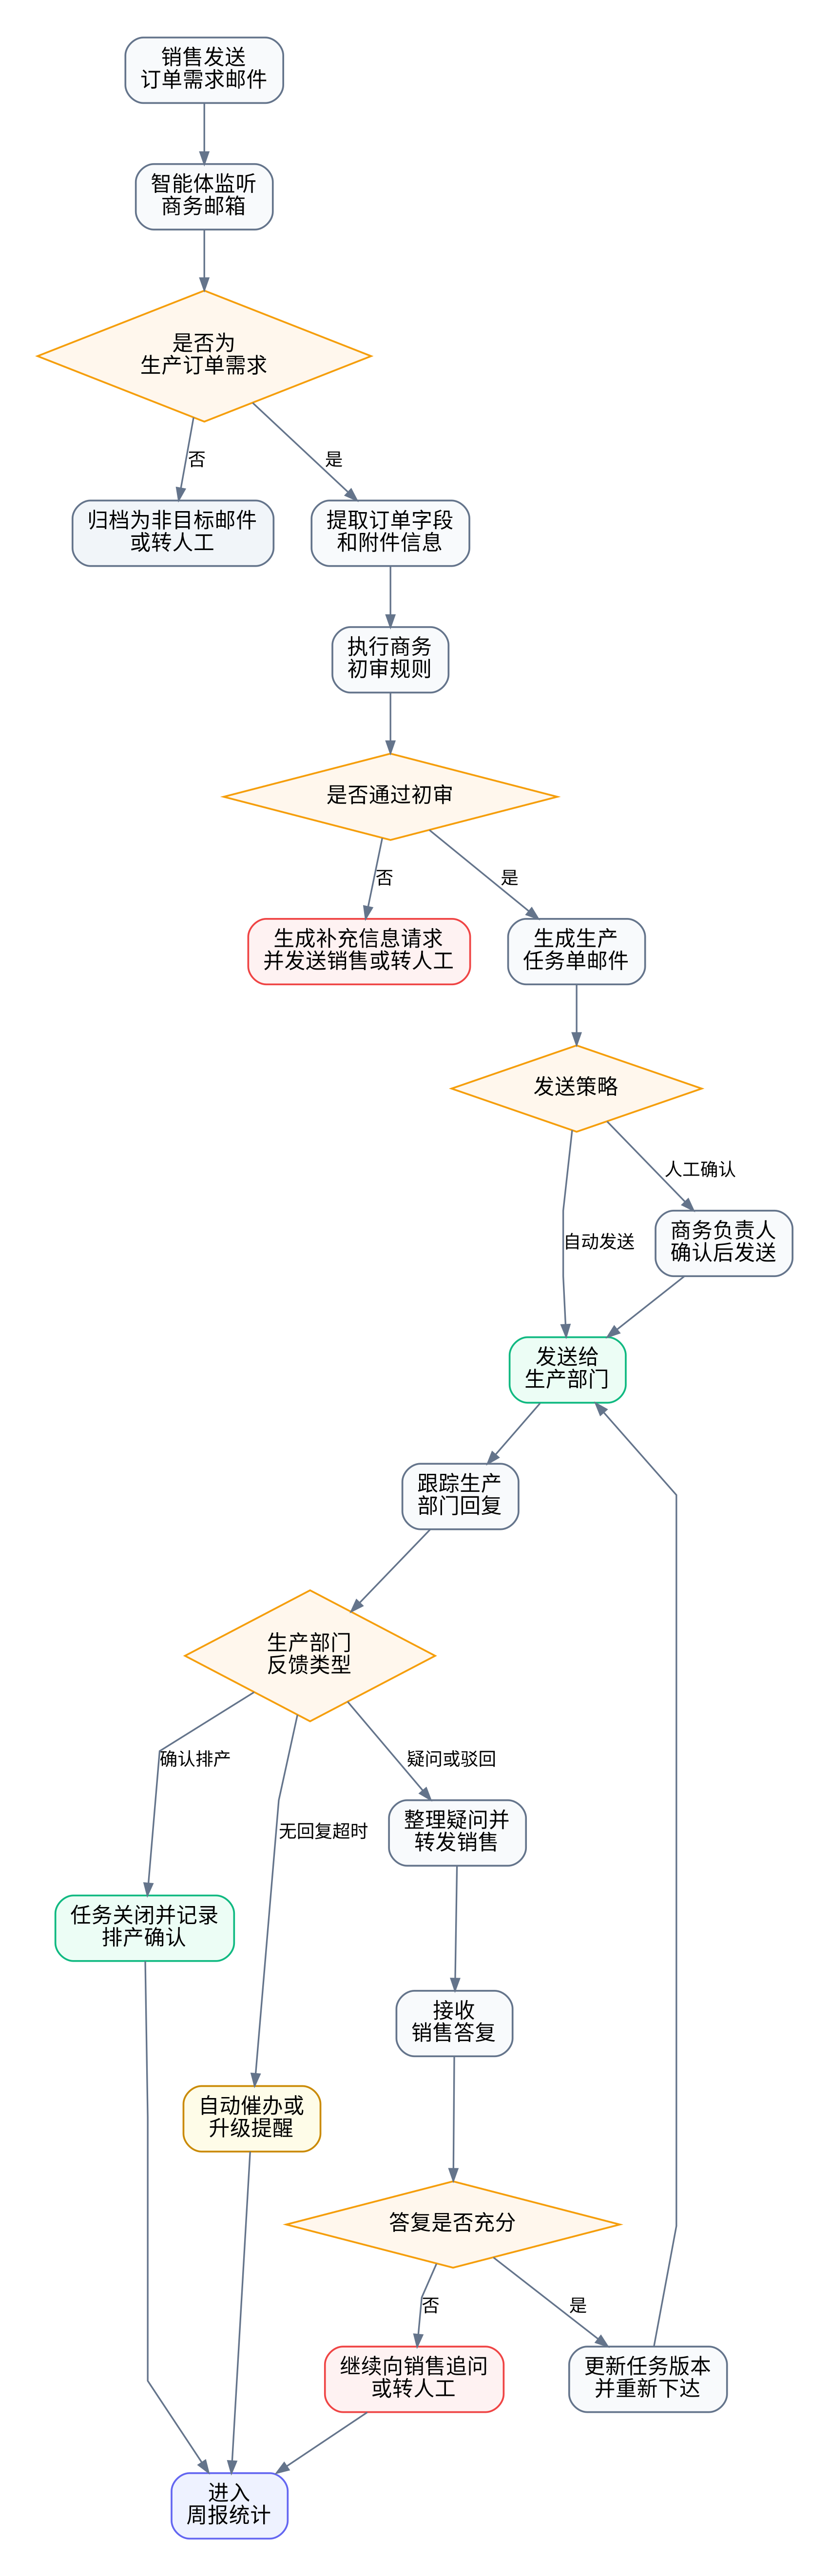 销售发送
订单需求邮件
智能体监听
商务邮箱
是否为
生产订单需求
否
是
归档为非目标邮件
或转人工
提取订单字段
和附件信息
执行商务
初审规则
是否通过初审
否
是
生成补充信息请求
并发送销售或转人工
生成生产
任务单邮件
发送策略
人工确认
自动发送
商务负责人
确认后发送
发送给
生产部门
跟踪生产
部门回复
生产部门
反馈类型
确认排产
疑问或驳回
无回复超时
整理疑问并
转发销售
任务关闭并记录
排产确认
接收
销售答复
自动催办或
升级提醒
答复是否充分
否
是
继续向销售追问
或转人工
更新任务版本
并重新下达
进入
周报统计